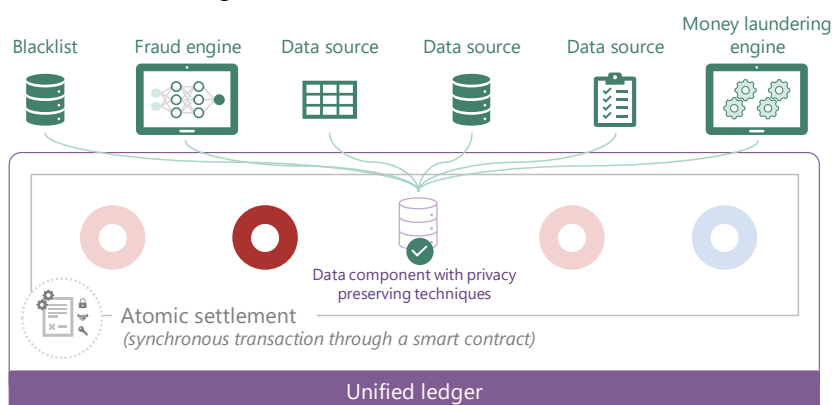 Money laundering
Blacklist Fraud engine Data source Data source Data source engine
Data component with privacy
preserving techniques
Atomic settlement
(synchronous transaction through a smart contract)
Unified ledger